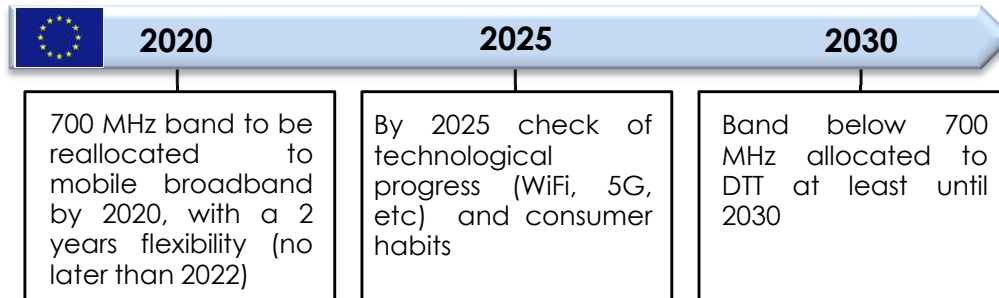 2020
2025
2030
700 MHz band to be
reallocated to
mobile broadband
by 2020, with a 2
years flexibility (no
later than 2022)
By 2025 check of
technological
progress (WiFi, 5G,
etc) and consumer
habits
Band below 700
MHz allocated to
DTT at least until
2030